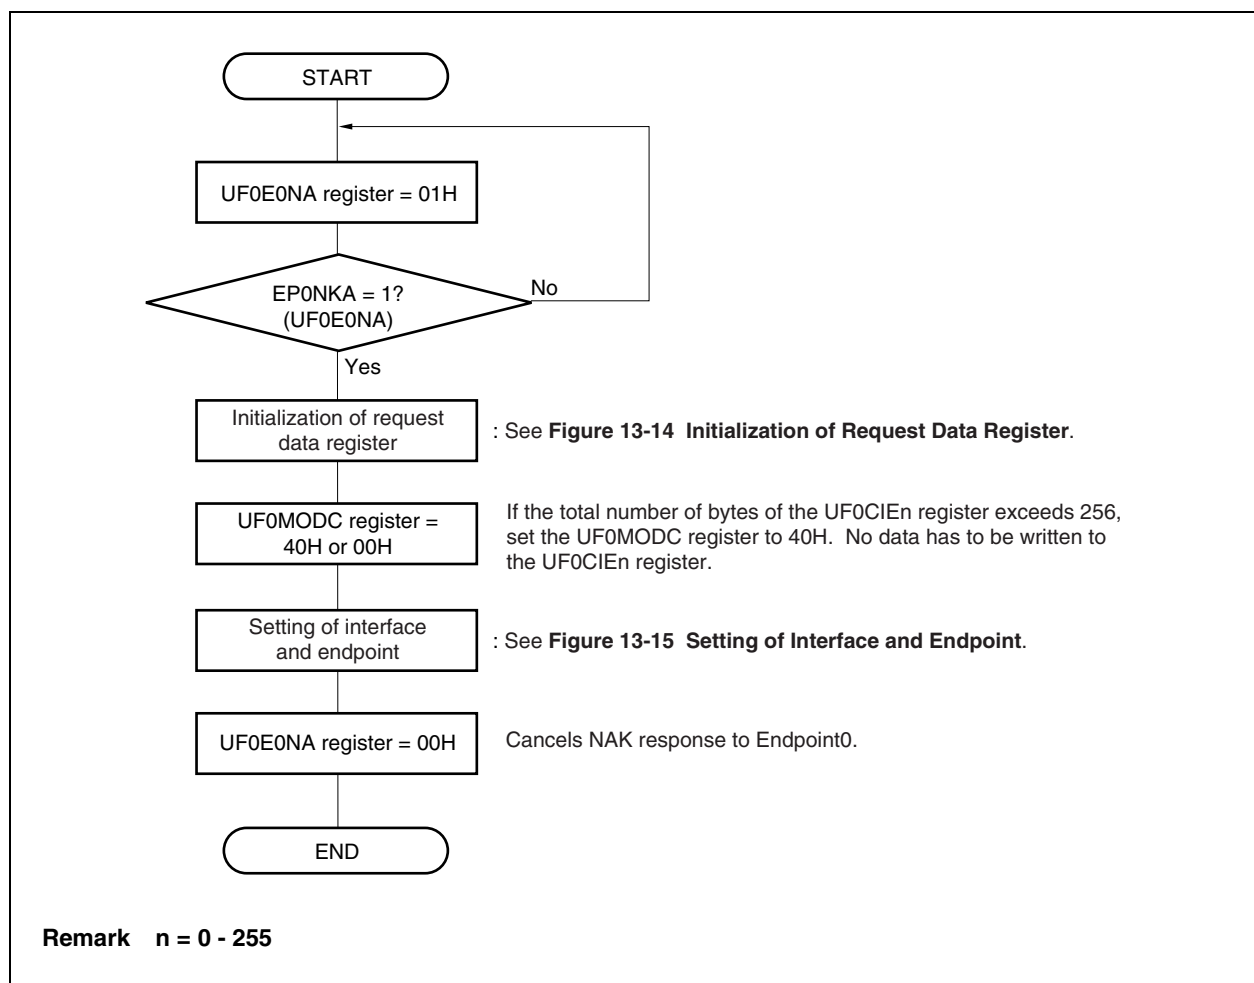 START
UF0E0NA register = 01H
EP0NKA = 1?
(UF0E0NA)
No
Yes
Initialization of request
data register
: See Figure 13-14 Initialization of Request Data Register.
UF0MODC register =
40H or 00H
If the total number of bytes of the UF0CIEn register exceeds 256,
set the UF0MODC register to 40H. No data has to be written to
the UF0CIEn register.
Setting of interface
and endpoint
: See Figure 13-15 Setting of Interface and Endpoint.
UF0E0NA register = 00H
Cancels NAK response to Endpoint0.
END
Remark n = 0 - 255